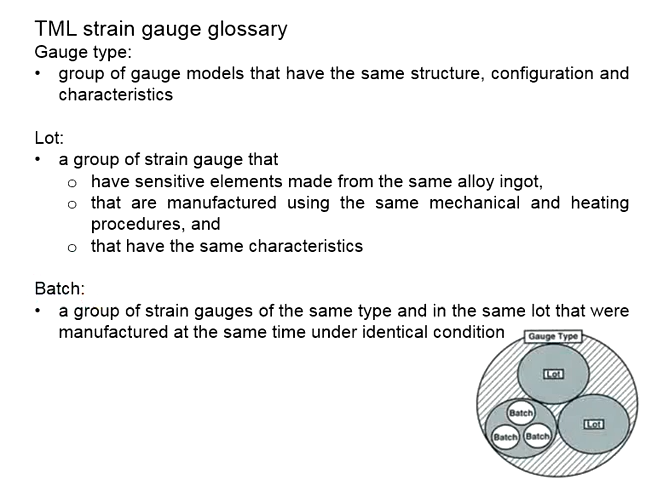 TML strain gauge glossary
Gauge type:
• group of gauge models that have the same structure, configuration and
characteristics
Lot:
• a group of strain gauge that
o have sensitive elements made from the same alloy ingot,
o that are manufactured using the same mechanical and heating
procedures, and
o that have the same characteristics
Batch:
• a group of strain gauges of the same type and in the same lot that were
manufactured at the same time under identical condition
Gauge Type
Lot
Batch
Lot
Batch
Batch